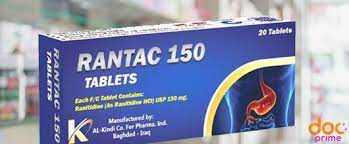 20 Tablets
RANTAC 150
TABLETS
Each F/C Tablet Contains:
Ranitidine (As Ranitidine HCl) USP 150 mg.
Manufactured by:
AL-Kindi Co. For Pharma. Ind.
Baghdad - Iraq
K
doc
prime